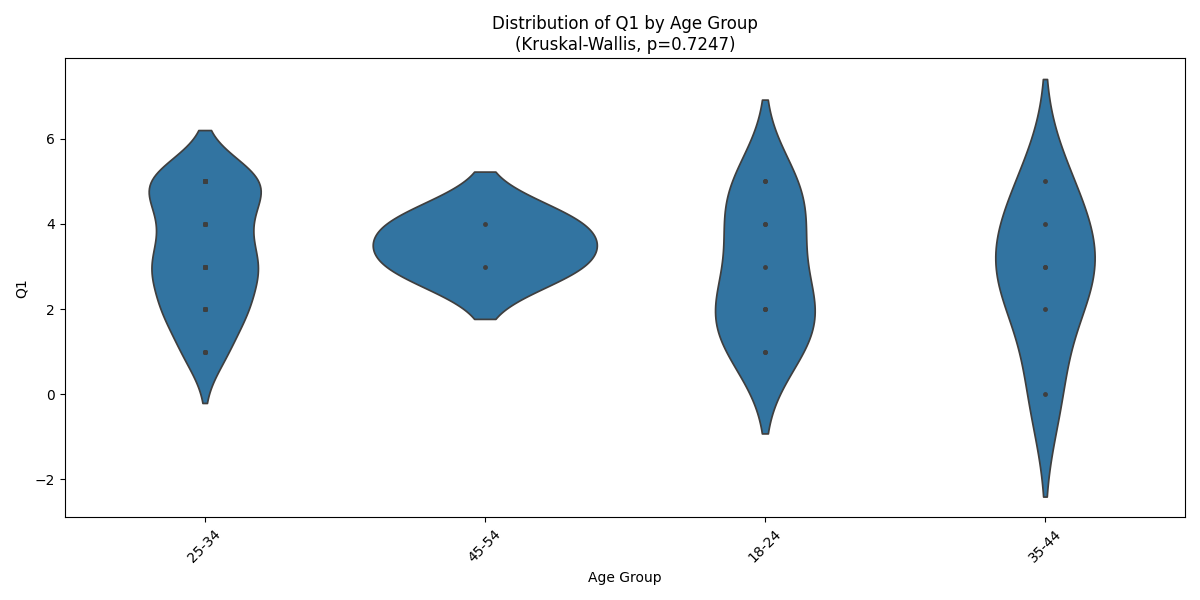 Distribution of Q1 by Age Group
(Kruskal-Wallis, p=0.7247)
6
4
2
0
−2
Q1
25-34
45-54
18-24
35-44
Age Group